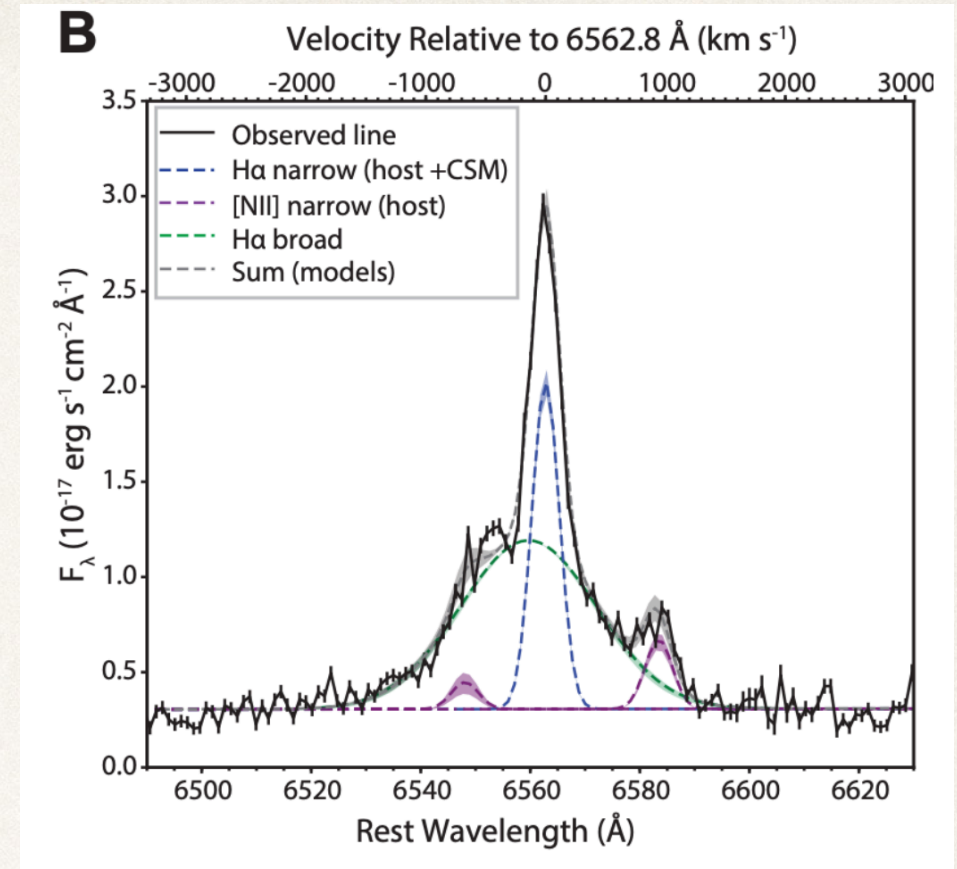 B
Velocity Relative to 6562.8 Å (km s⁻¹)
-3000 -2000 -1000 0 1000 2000 3000
Observed line
Hα narrow (host +CSM)
[NII] narrow (host)
Hα broad
Sum (models)
3.5
3.0
2.5
2.0
1.5
1.0
0.5
0.0
F_λ (10⁻¹⁷ erg s⁻¹ cm⁻² Å⁻¹)
6500 6520 6540 6560 6580 6600 6620
Rest Wavelength (Å)